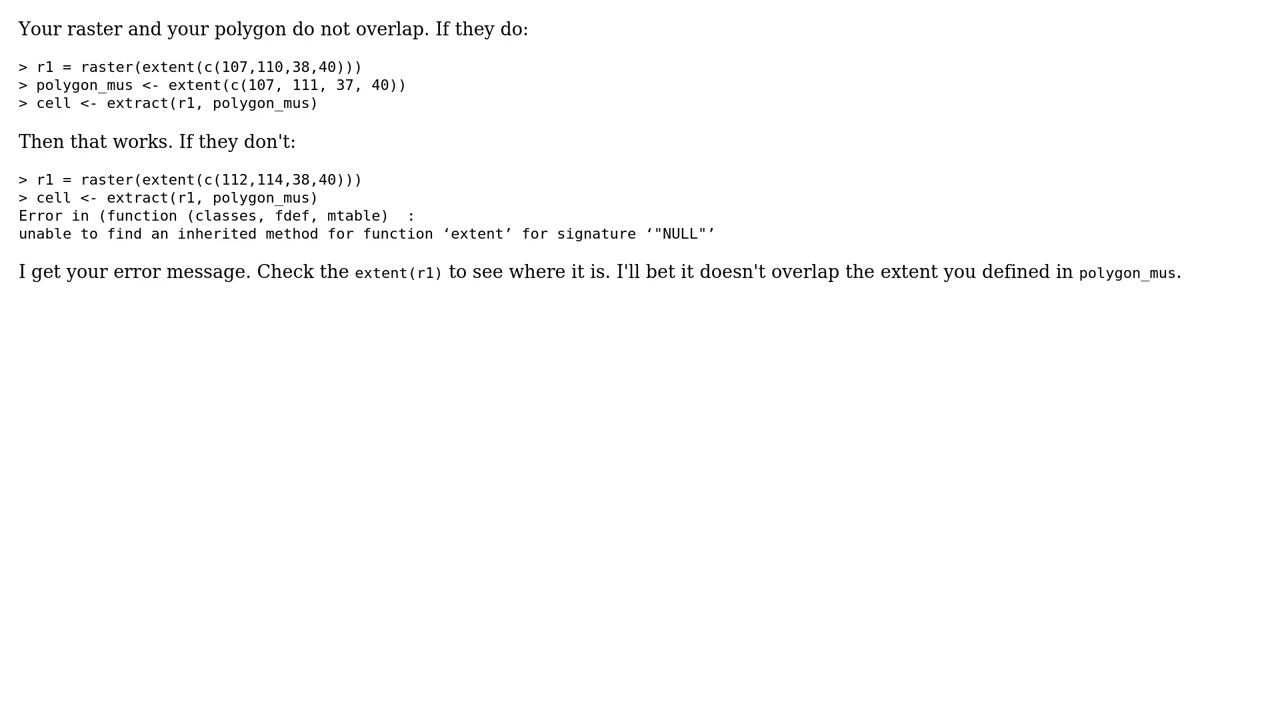 Your raster and your polygon do not overlap. If they do:
> r1 = raster(extent(c(107,110,38,40)))
> polygon_mus <- extent(c(107, 111, 37, 40))
> cell <- extract(r1, polygon_mus)
Then that works. If they don't:
> r1 = raster(extent(c(112,114,38,40)))
> cell <- extract(r1, polygon_mus)
Error in (function (classes, fdef, mtable)  :
unable to find an inherited method for function ‘extent’ for signature ‘"NULL"’
I get your error message. Check the extent(r1) to see where it is. I'll bet it doesn't overlap the extent you defined in polygon_mus.